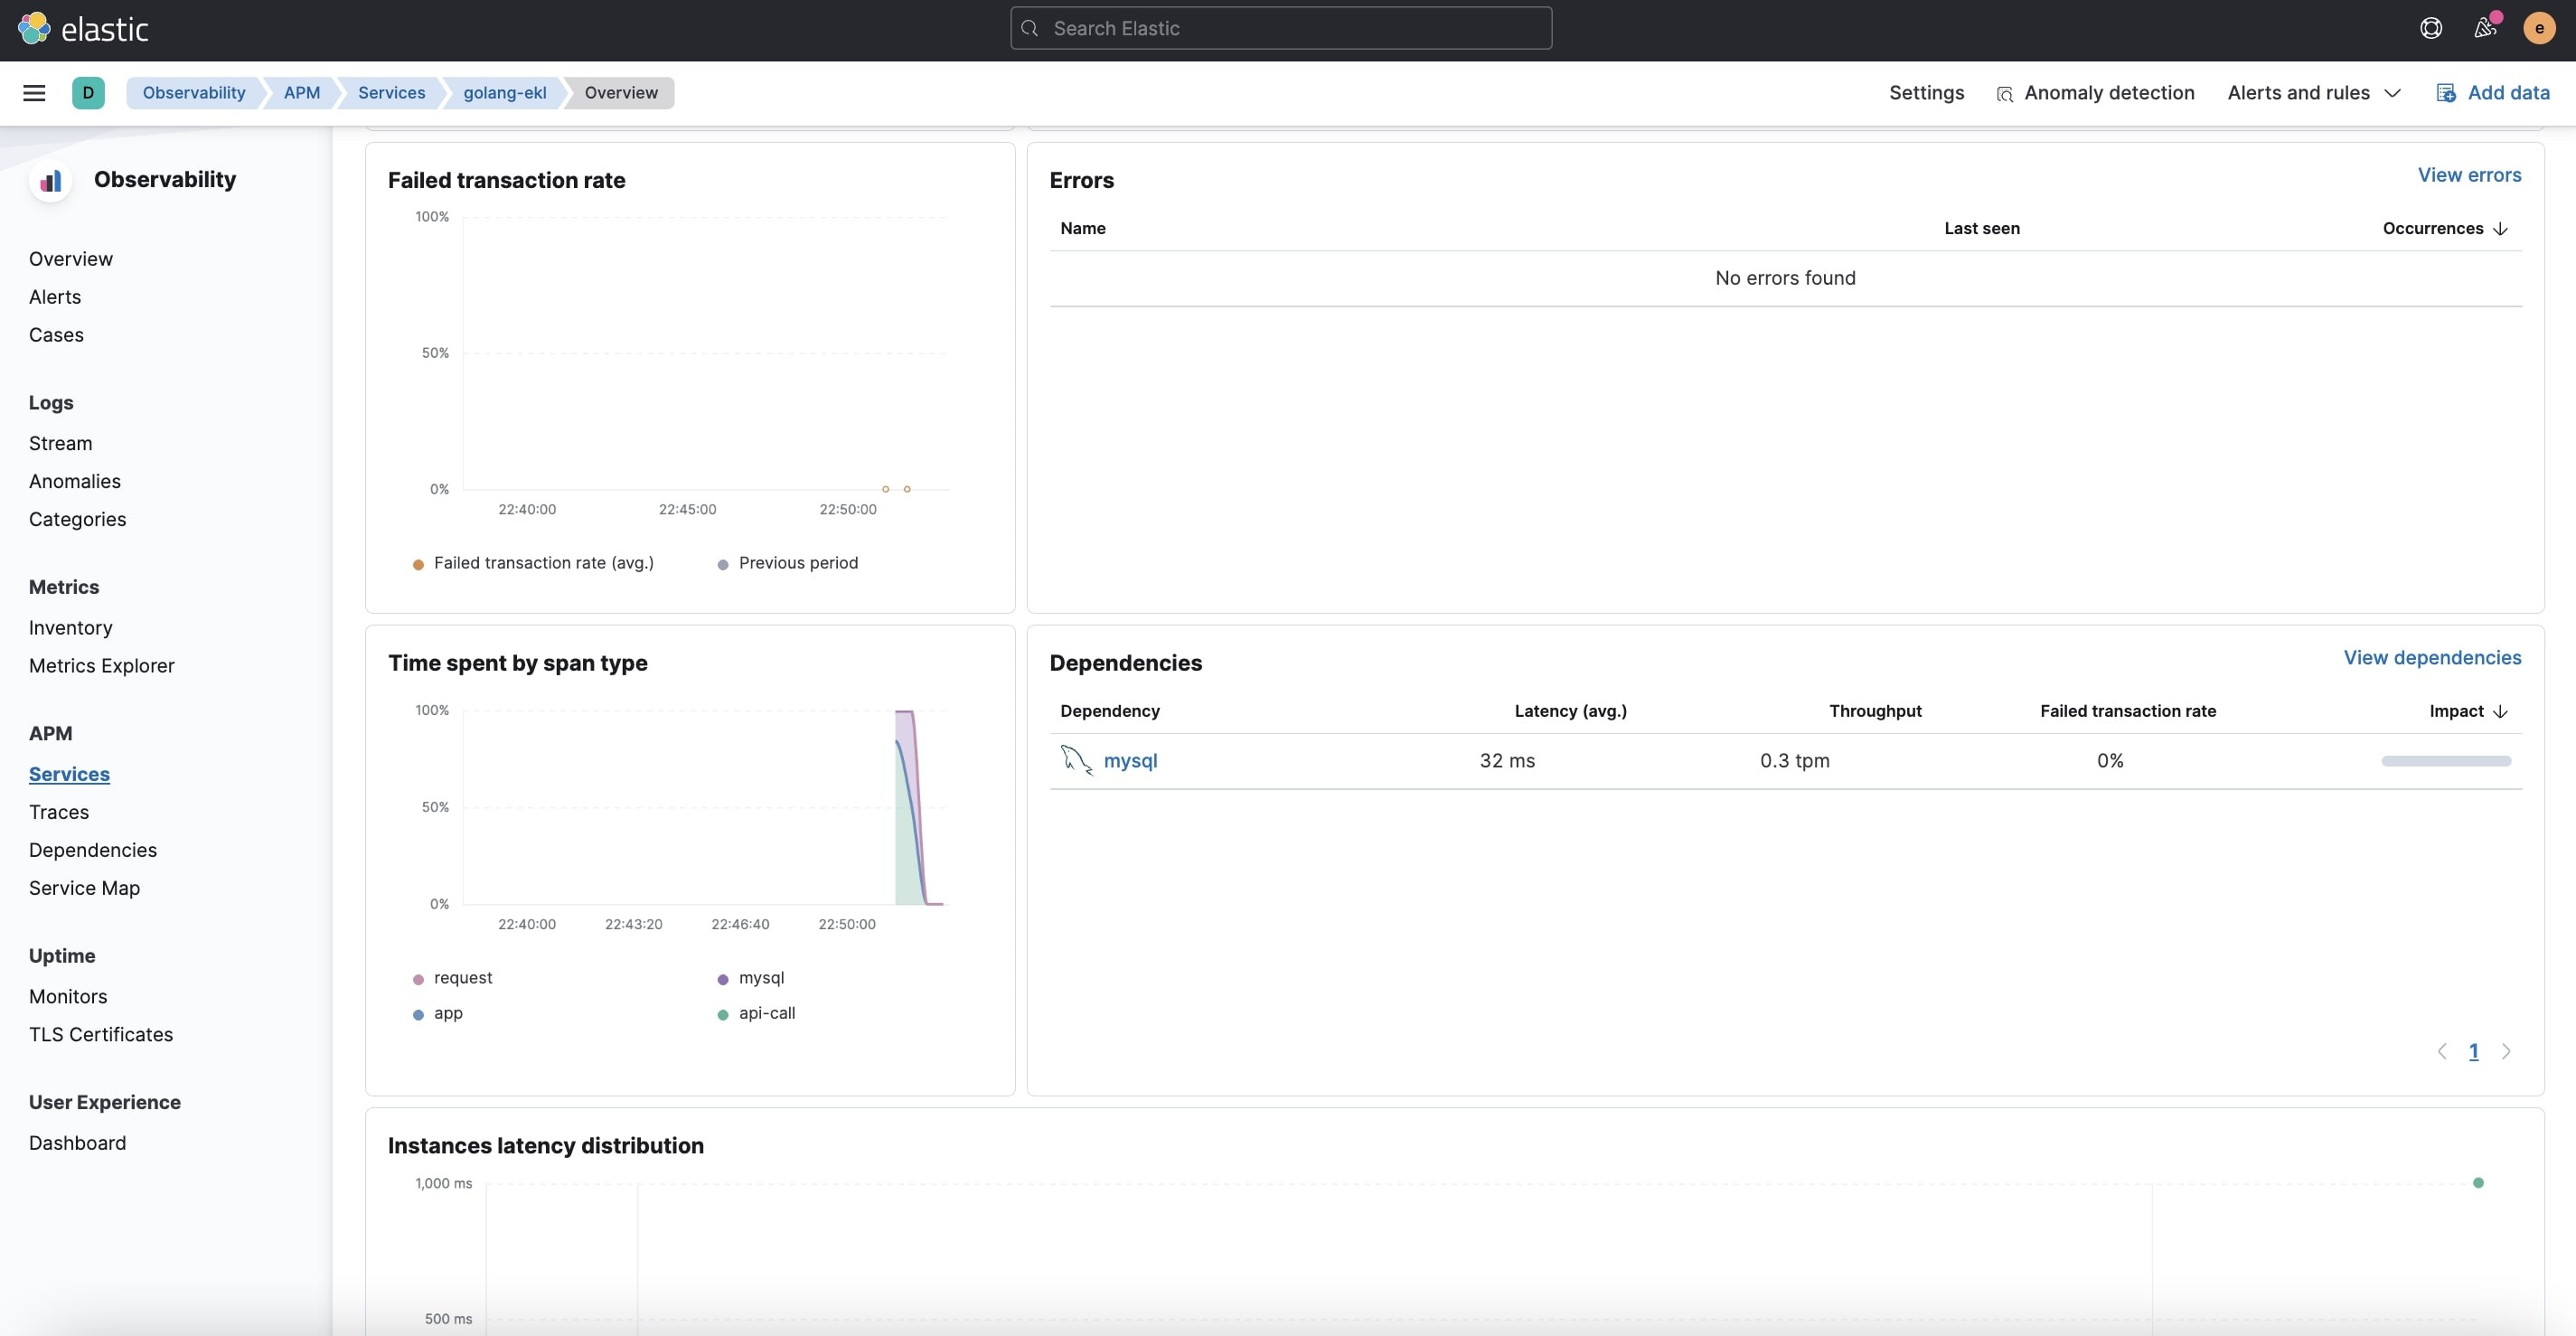 elastic
Search Elastic
e
D
Observability
APM
Services
golang-ekl
Overview
Settings
Anomaly detection
Alerts and rules
Add data
Observability
Overview
Alerts
Cases
Logs
Stream
Anomalies
Categories
Metrics
Inventory
Metrics Explorer
APM
Services
Traces
Dependencies
Service Map
Uptime
Monitors
TLS Certificates
User Experience
Dashboard
Failed transaction rate
100%
50%
0%
22:40:00 22:45:00 22:50:00
Failed transaction rate (avg.) Previous period
Errors
View errors
Name Last seen Occurrences
No errors found
Time spent by span type
100%
50%
0%
22:40:00 22:43:20 22:46:40 22:50:00
request mysql
app api-call
Dependencies
View dependencies
Dependency Latency (avg.) Throughput Failed transaction rate Impact
mysql 32 ms 0.3 tpm 0%
1
Instances latency distribution
1,000 ms
500 ms